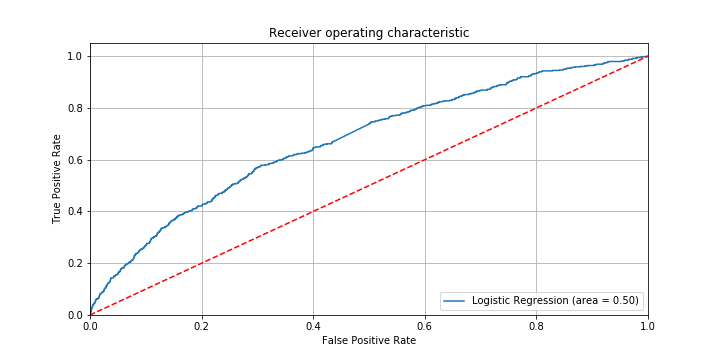 Receiver operating characteristic
True Positive Rate
1.0
0.8
0.6
0.4
0.2
0.0
Logistic Regression (area = 0.50)
0.0 0.2 0.4 0.6 0.8 1.0
False Positive Rate